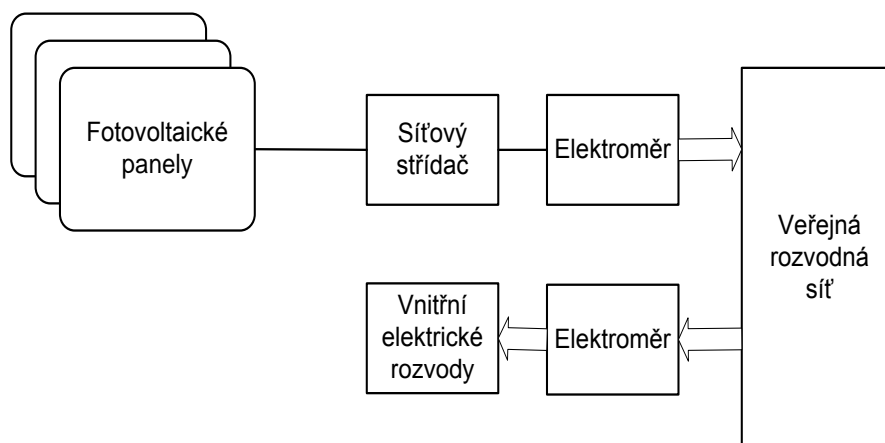 Fotovoltaické
panely
Síťový
střídač
Elektroměr
Veřejná
rozvodná
síť
Vnitřní
elektrické
rozvody
Elektroměr